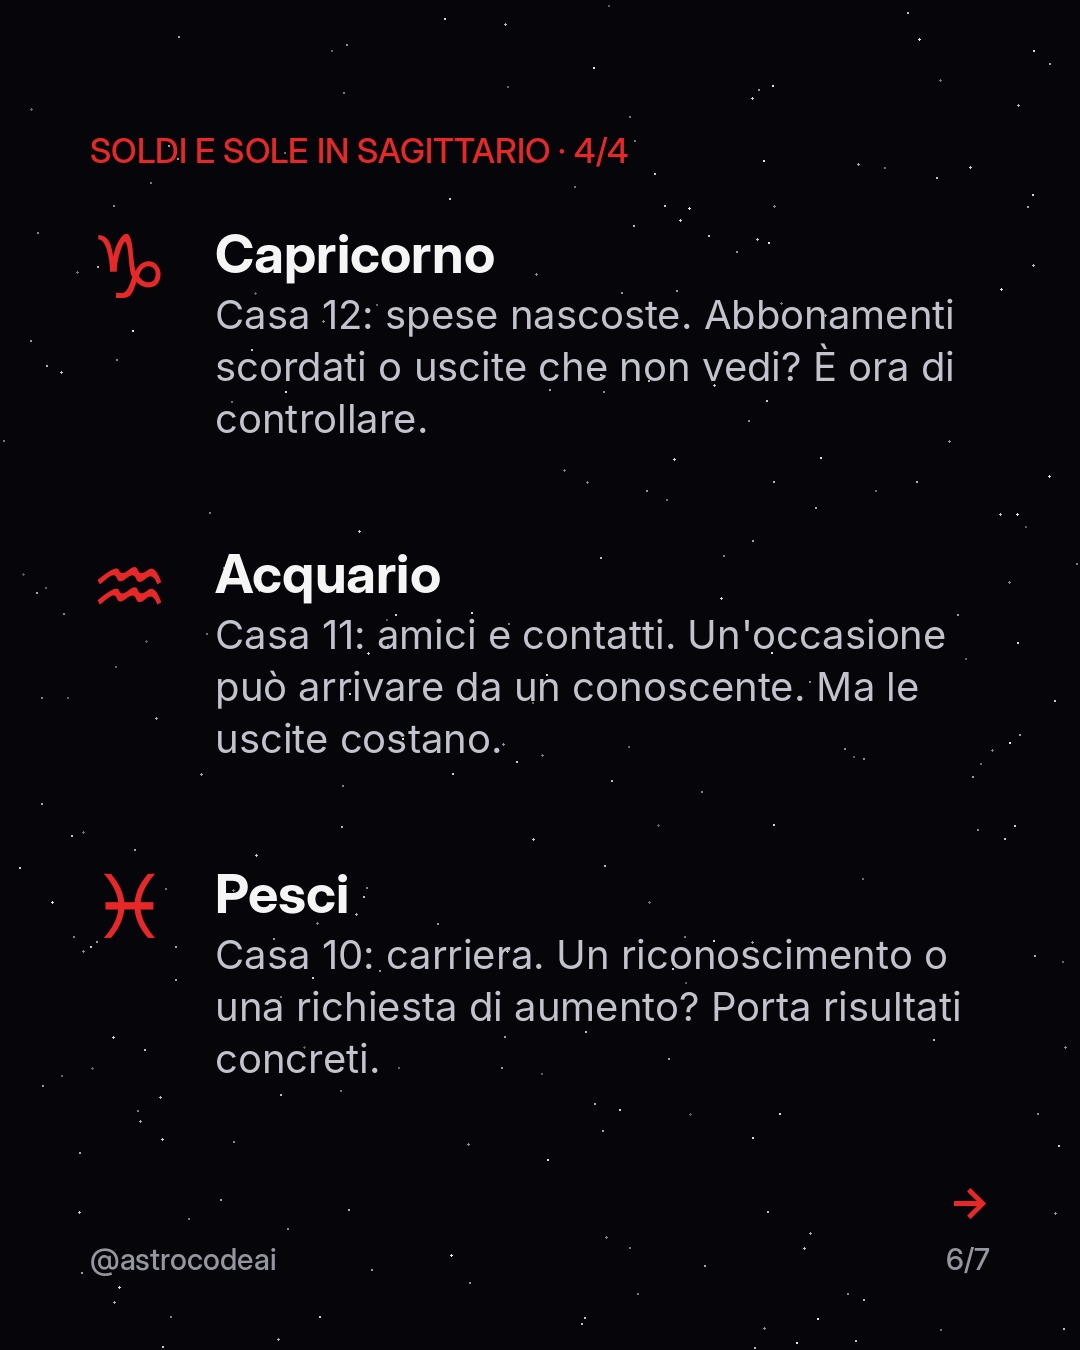 SOLDI E SOLE IN SAGITTARIO · 4/4
♑ Capricorno
Casa 12: spese nascoste. Abbonamenti
scordati o uscite che non vedi? È ora di
controllare.
♒ Acquario
Casa 11: amici e contatti. Un'occasione
può arrivare da un conoscente. Ma le
uscite costano.
♓ Pesci
Casa 10: carriera. Un riconoscimento o
una richiesta di aumento? Porta risultati
concreti.
→
@astrocodeai
6/7